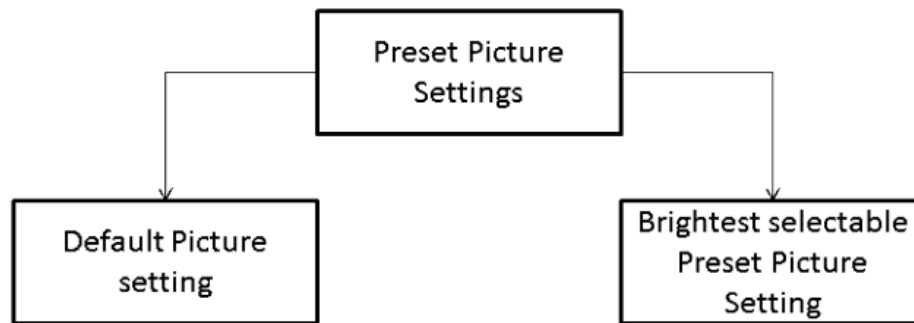 Preset Picture
Settings
Default Picture
setting
Brightest selectable
Preset Picture
Setting